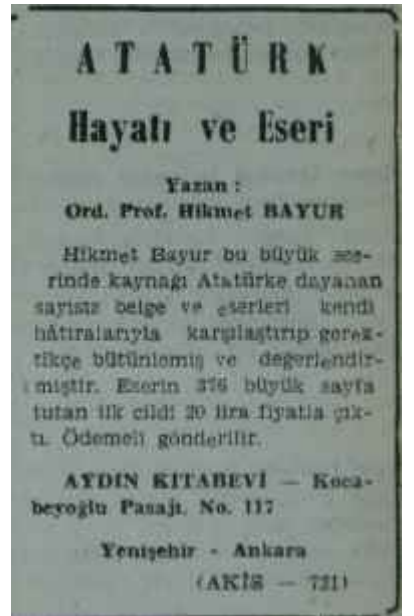 ATATÜRK
Hayatı ve Eseri
Yazan :
Ord. Prof. Hikmet BAYUR
Hikmet Bayur bu büyük ese-
rinde kaynağı Atatürke dayanan
sayısız belge ve eserleri kendi
hâtıralarıyla karşılaştırıp gerek-
tikçe bütünlemiş ve değerlendir-
miştir. Eserin 376 büyük sayfa
tutan ilk cildi 20 lira fiyatla çık-
tı. Ödemeli gönderilir.
AYDIN KITABEVİ — Koca-
beyoğlu Pasajı. No. 117
Yenişehir - Ankara
(AKİS — 721)